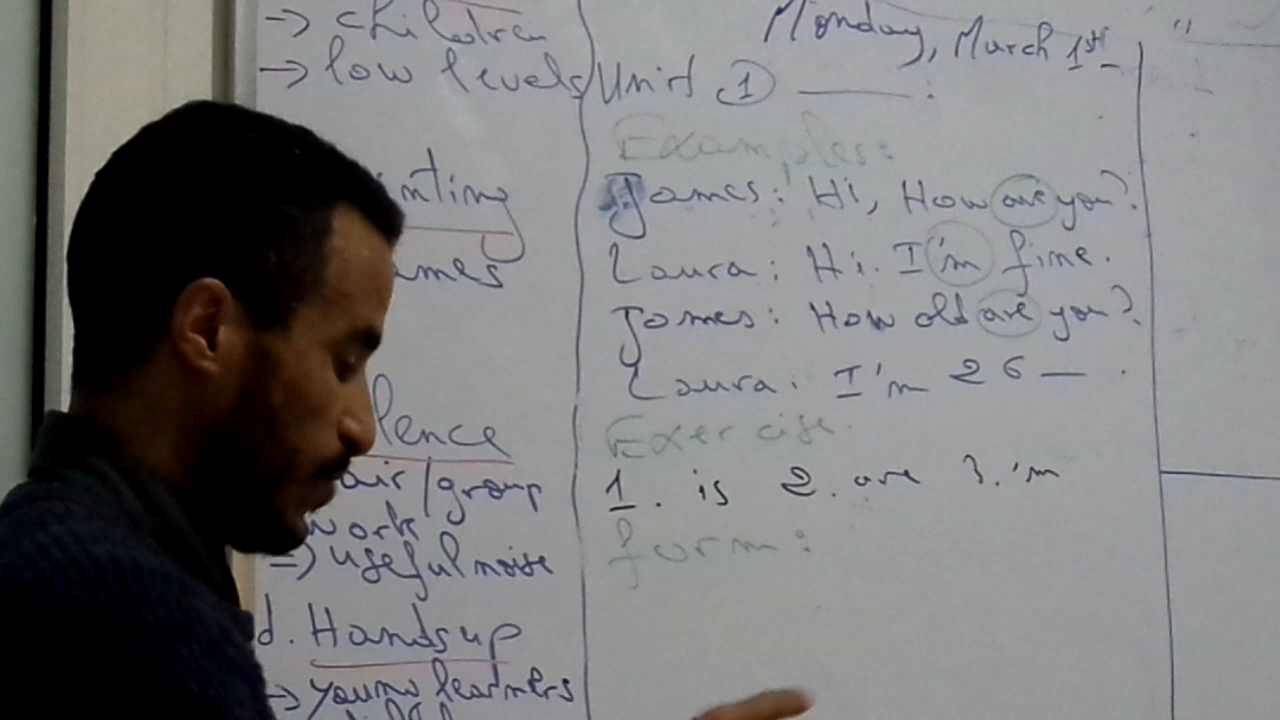 -> children
-> low levels
nting
ames
lence
air/group
work
=> useful noise
d. Hands up
-> young learners
Monday, March 1st
Unit 1
Examples:
James: Hi, How are you?
Laura: Hi. I'm fine.
James: How old are you?
Laura: I'm 26 — .
Exercise.
1. is 2. are 3. 'm
form: